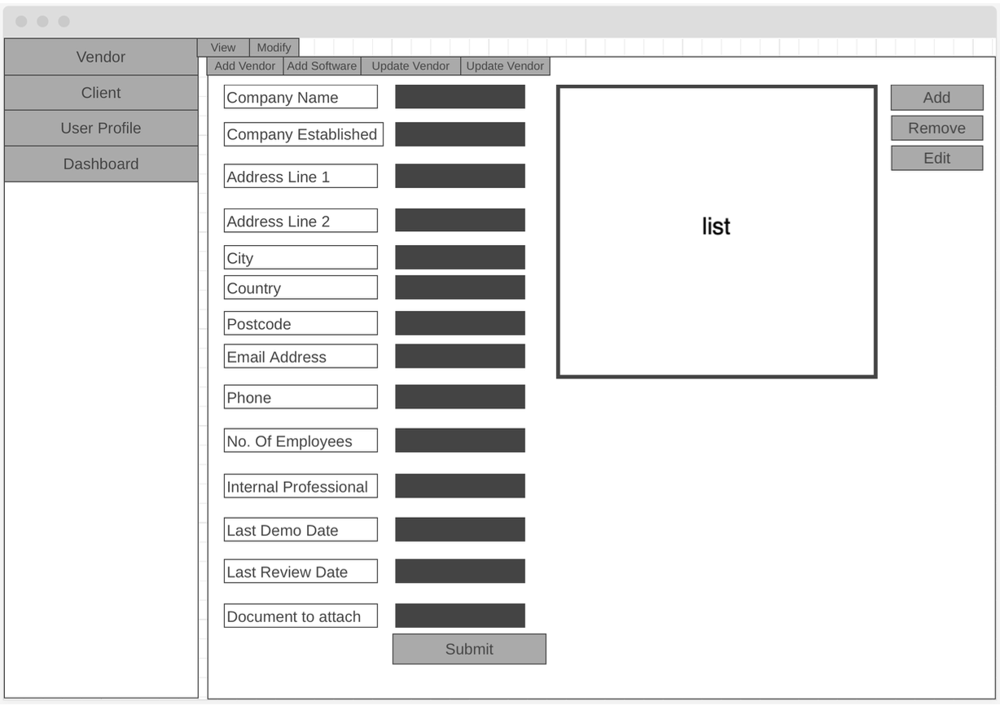 Vendor
Client
User Profile
Dashboard
View Modify
Add Vendor Add Software Update Vendor Update Vendor
Company Name
Company Established
Address Line 1
Address Line 2
City
Country
Postcode
Email Address
Phone
No. Of Employees
Internal Professional
Last Demo Date
Last Review Date
Document to attach
Submit
list
Add
Remove
Edit